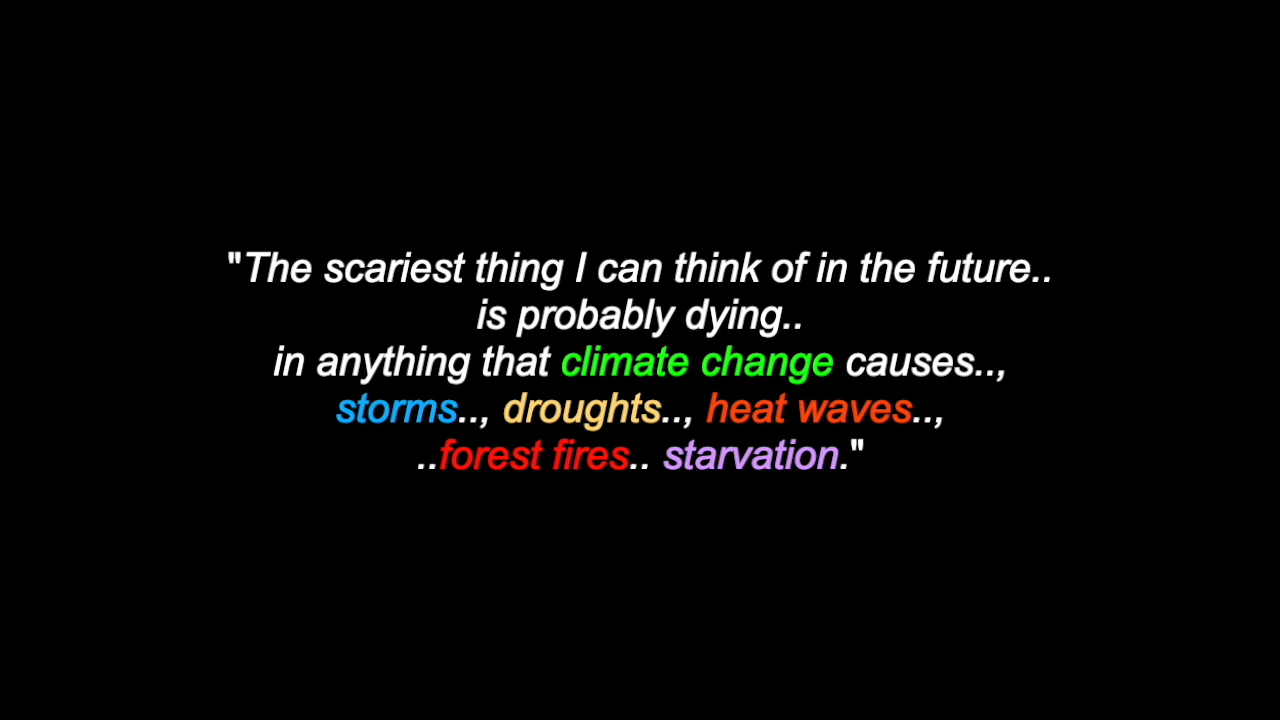 "The scariest thing I can think of in the future..
is probably dying..
in anything that climate change causes..,
storms.., droughts.., heat waves..,
..forest fires.. starvation."